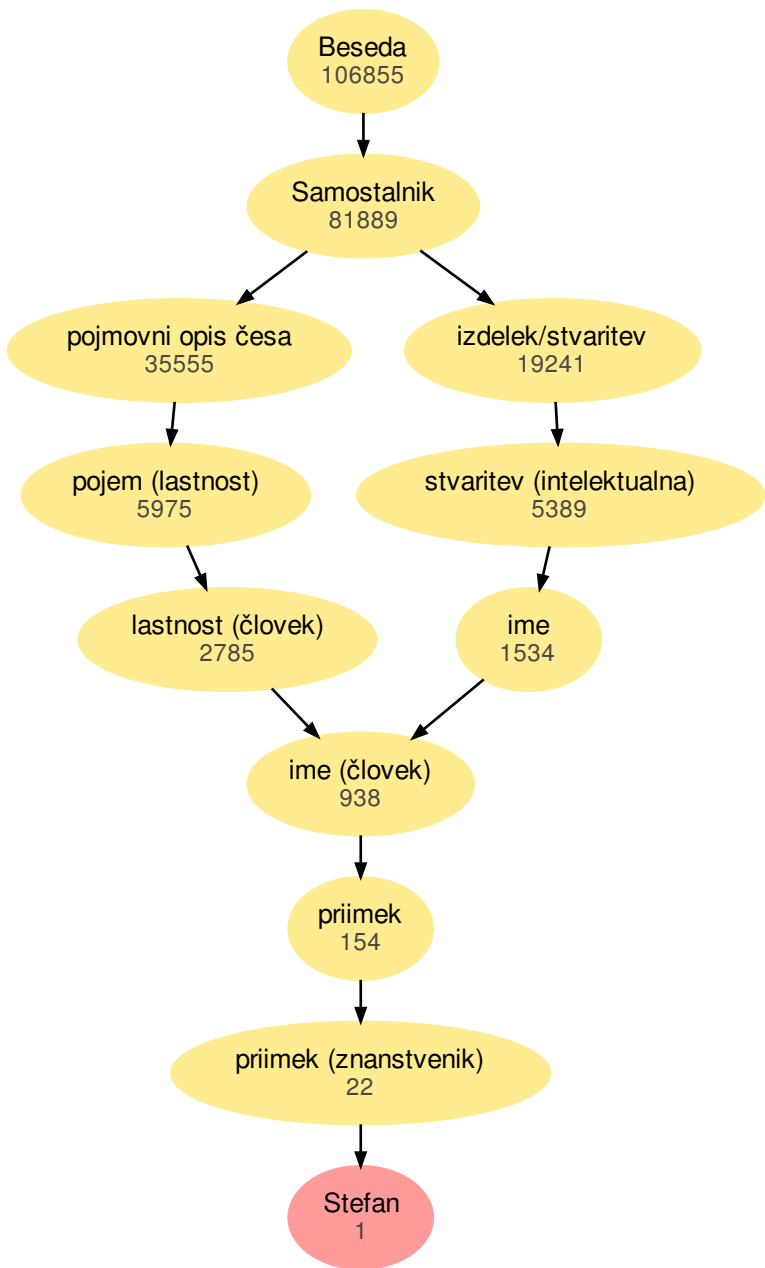 Beseda
106855
Samostalnik
81889
pojmovni opis česa
35555
izdelek/stvaritev
19241
pojem (lastnost)
5975
stvaritev (intelektualna)
5389
lastnost (človek)
2785
ime
1534
ime (človek)
938
priimek
154
priimek (znanstvenik)
22
Stefan
1